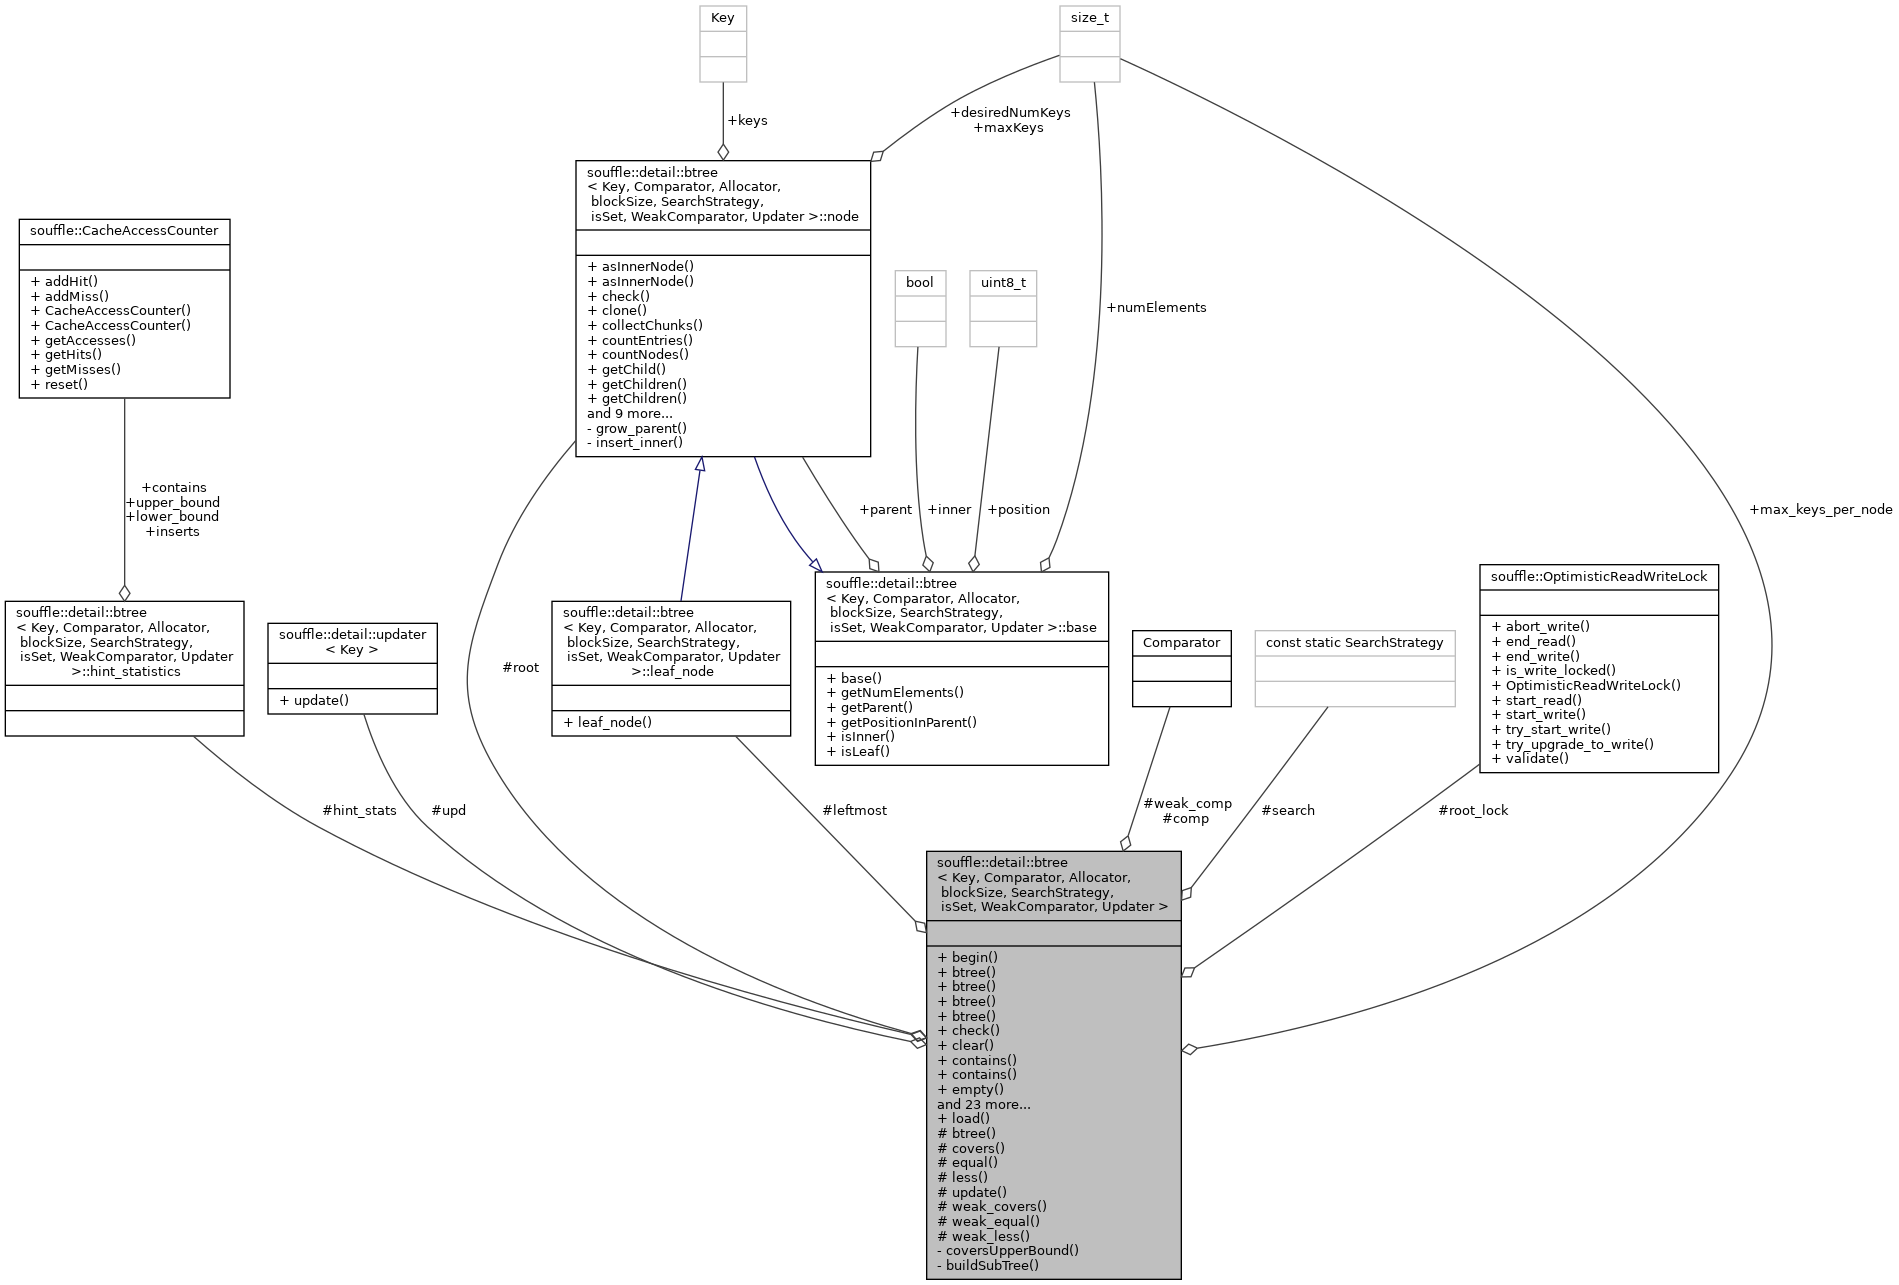 Key
size_t
+keys
+desiredNumKeys
+maxKeys
souffle::detail::btree
< Key, Comparator, Allocator,
blockSize, SearchStrategy,
isSet, WeakComparator, Updater >::node
+ asInnerNode()
+ asInnerNode()
+ check()
+ clone()
+ collectChunks()
+ countEntries()
+ countNodes()
+ getChild()
+ getChildren()
+ getChildren()
and 9 more...
- grow_parent()
- insert_inner()
souffle::CacheAccessCounter
+ addHit()
+ addMiss()
+ CacheAccessCounter()
+ CacheAccessCounter()
+ getAccesses()
+ getHits()
+ getMisses()
+ reset()
bool
uint8_t
+numElements
+contains
+upper_bound
+lower_bound
+inserts
+parent
+inner
+position
+max_keys_per_node
souffle::detail::btree
< Key, Comparator, Allocator,
blockSize, SearchStrategy,
isSet, WeakComparator, Updater
>::hint_statistics
souffle::detail::updater
< Key >
+ update()
#root
souffle::detail::btree
< Key, Comparator, Allocator,
blockSize, SearchStrategy,
isSet, WeakComparator, Updater
>::leaf_node
+ leaf_node()
souffle::detail::btree
< Key, Comparator, Allocator,
blockSize, SearchStrategy,
isSet, WeakComparator, Updater >::base
+ base()
+ getNumElements()
+ getParent()
+ getPositionInParent()
+ isInner()
+ isLeaf()
Comparator
const static SearchStrategy
souffle::OptimisticReadWriteLock
+ abort_write()
+ end_read()
+ end_write()
+ is_write_locked()
+ OptimisticReadWriteLock()
+ start_read()
+ start_write()
+ try_start_write()
+ try_upgrade_to_write()
+ validate()
#hint_stats
#upd
#leftmost
#weak_comp
#comp
#search
#root_lock
souffle::detail::btree
< Key, Comparator, Allocator,
blockSize, SearchStrategy,
isSet, WeakComparator, Updater >
+ begin()
+ btree()
+ btree()
+ btree()
+ btree()
+ check()
+ clear()
+ contains()
+ contains()
+ empty()
and 23 more...
+ load()
# btree()
# covers()
# equal()
# less()
# update()
# weak_covers()
# weak_equal()
# weak_less()
- coversUpperBound()
- buildSubTree()